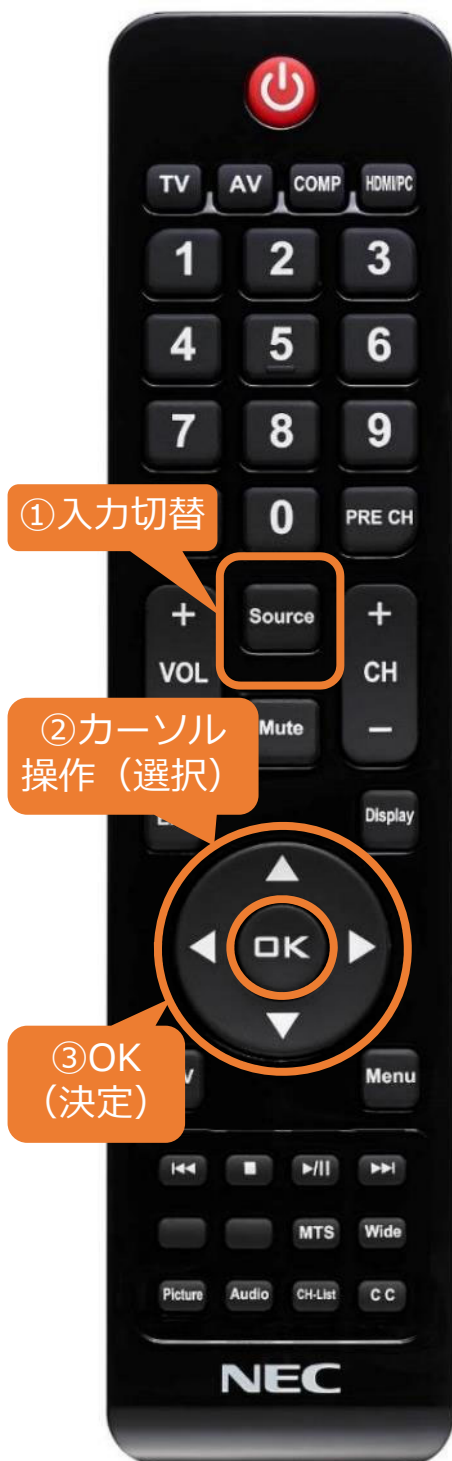 TV AV COMP HDMI/PC
1 2 3
4 5 6
7 8 9
①入力切替
0 PRE CH
+ Source +
VOL CH
②カーソル
操作（選択）
Mute −
Display
OK
③OK
（決定）
Menu
MTS Wide
Picture Audio CH-List CC
NEC